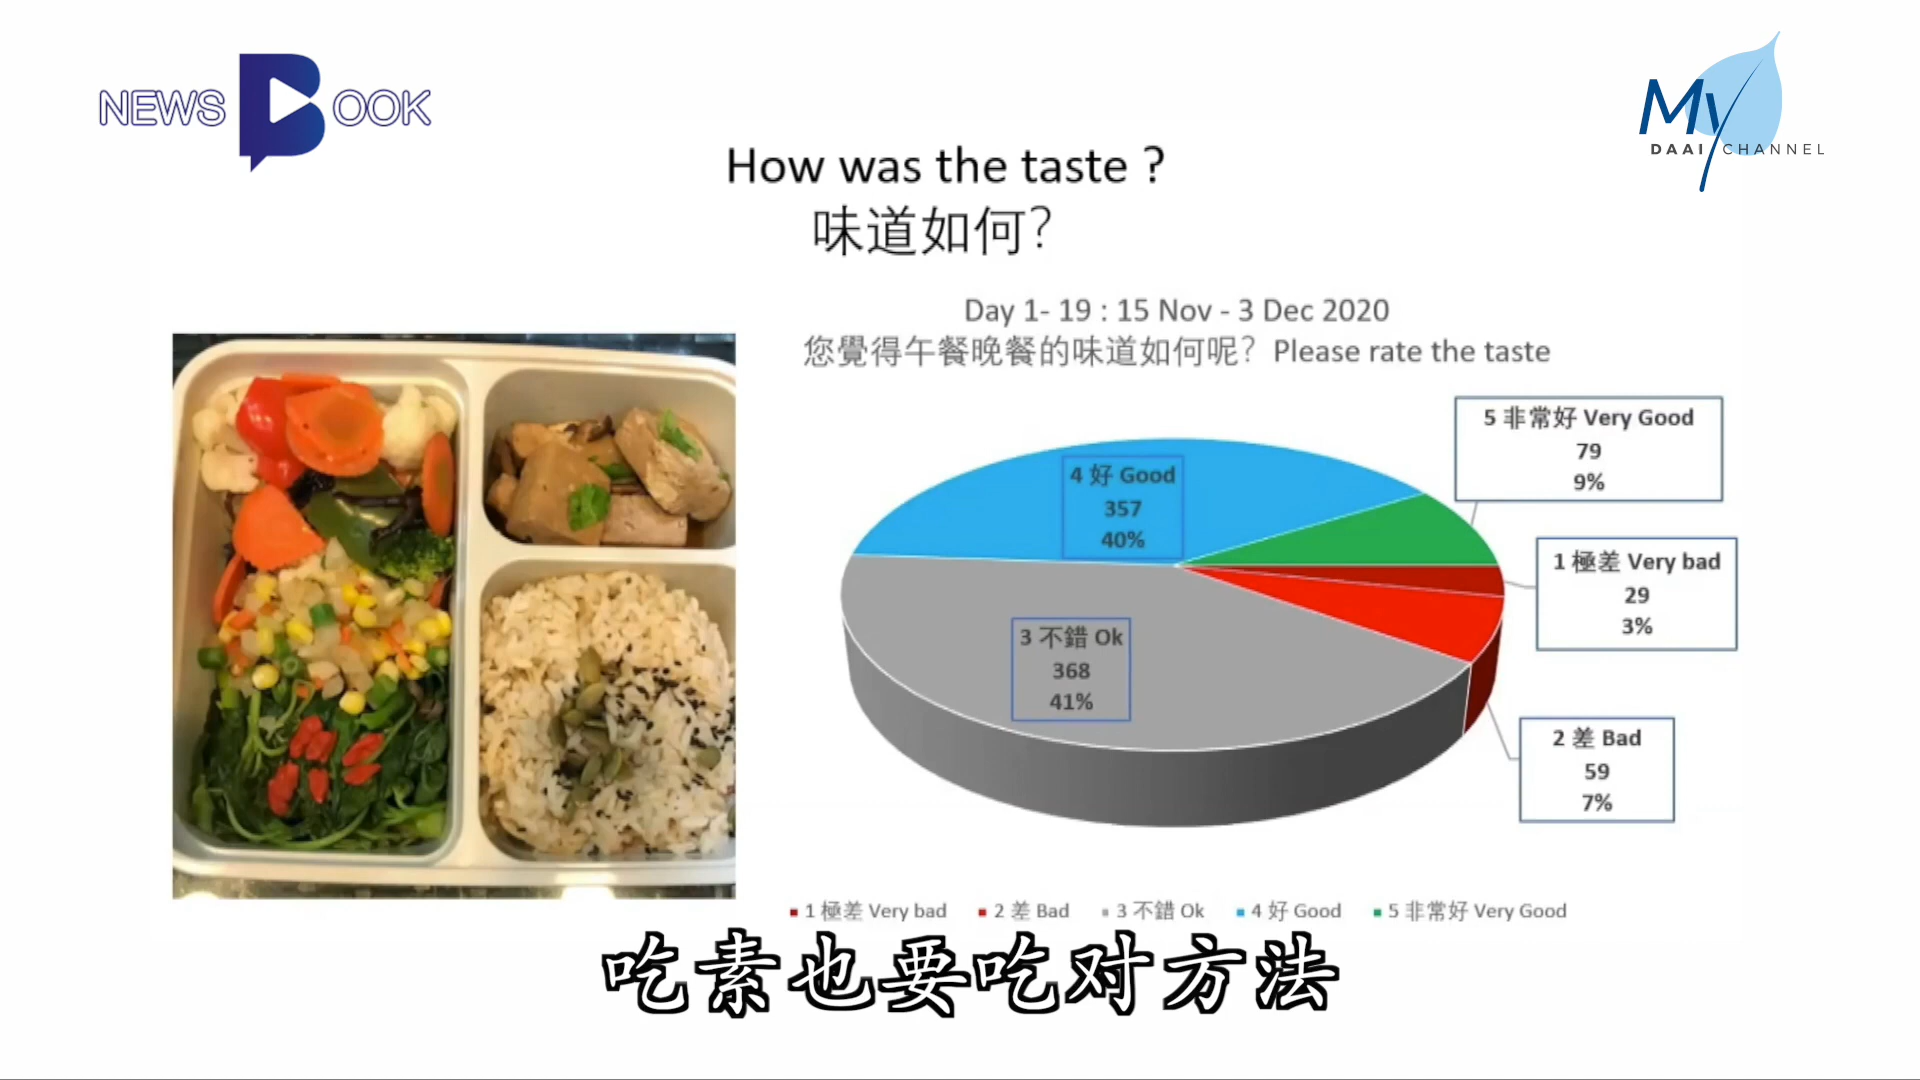 NEWS BOOK
My
DAAI CHANNEL
How was the taste ?
味道如何?
Day 1- 19 : 15 Nov - 3 Dec 2020
您覺得午餐晚餐的味道如何呢? Please rate the taste
5 非常好 Very Good
79
9%
4 好 Good
357
40%
1 極差 Very bad
29
3%
3 不錯 Ok
368
41%
2 差 Bad
59
7%
1 極差 Very bad 2 差 Bad 3 不錯 Ok 4 好 Good 5 非常好 Very Good
吃素也要吃对方法